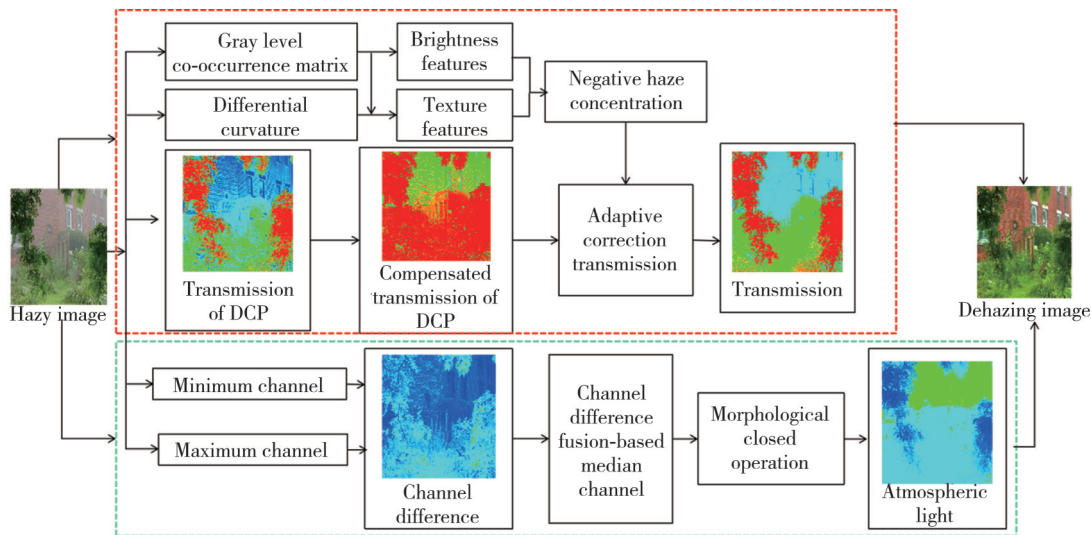 Gray level
co-occurrence matrix
Brightness
features
Differential
curvature
Texture
features
Negative haze
concentration
Hazy image
Transmission
of DCP
Compensated
transmission of
DCP
Adaptive
correction
transmission
Transmission
Dehazing image
Minimum channel
Maximum channel
Channel
difference
Channel
difference
fusion-based
median
channel
Morphological
closed
operation
Atmospheric
light